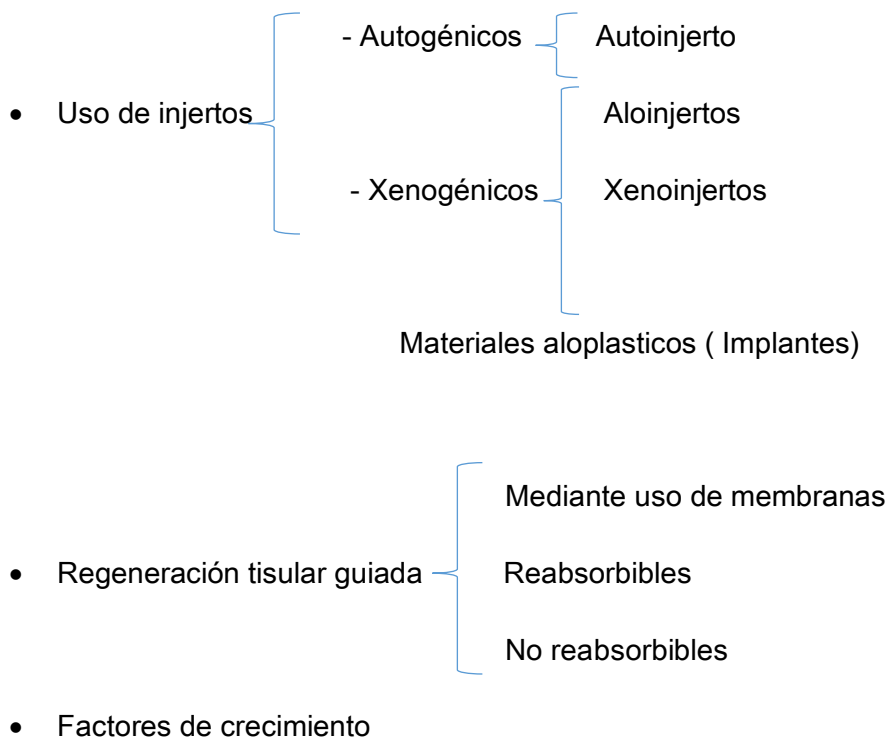 - Autogénicos Autoinjerto
• Uso de injertos Aloinjertos
- Xenogénicos Xenoinjertos
Materiales aloplasticos ( Implantes)
Mediante uso de membranas
• Regeneración tisular guiada Reabsorbibles
No reabsorbibles
• Factores de crecimiento